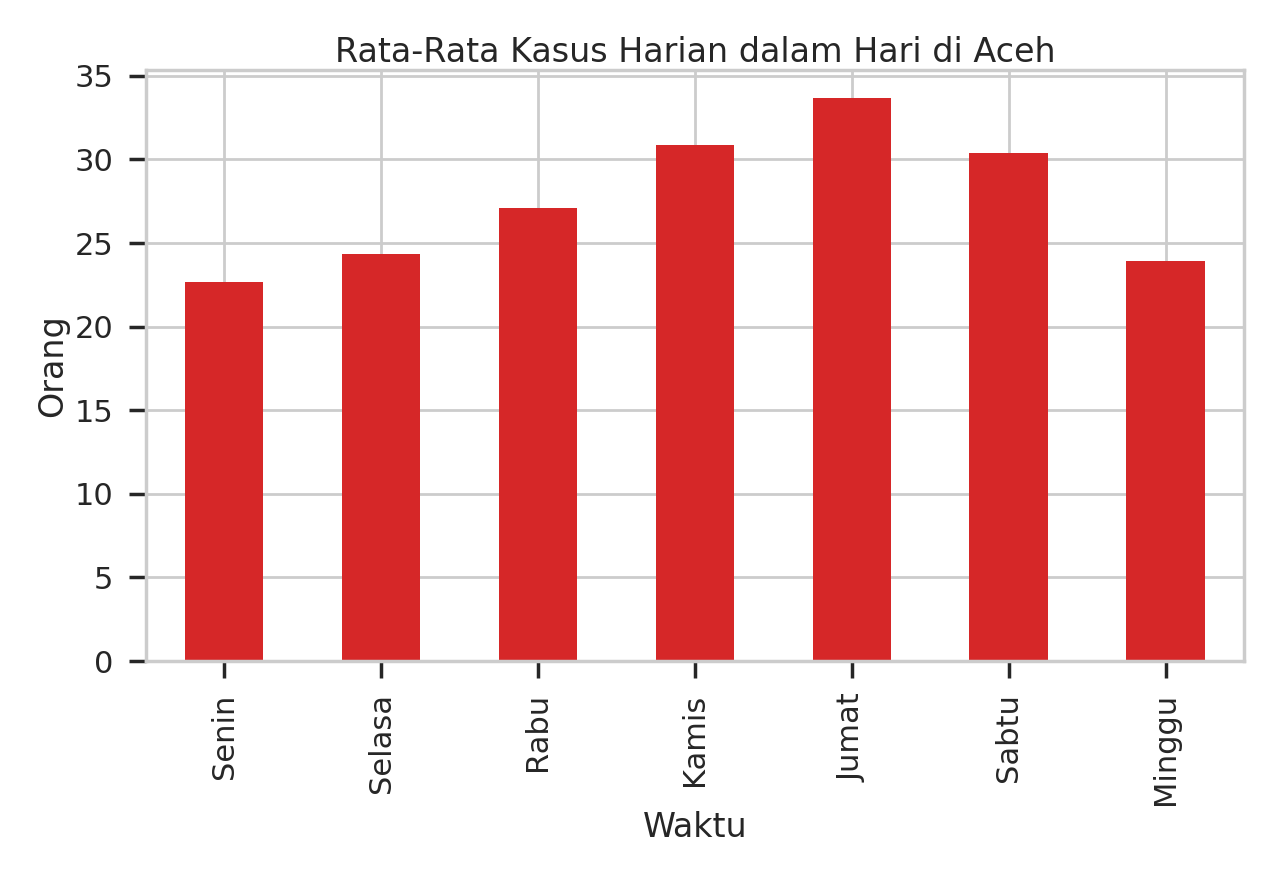 Rata-Rata Kasus Harian dalam Hari di Aceh
35
30
25
20
15
10
5
0
Orang
Senin
Selasa
Rabu
Kamis
Jumat
Sabtu
Minggu
Waktu